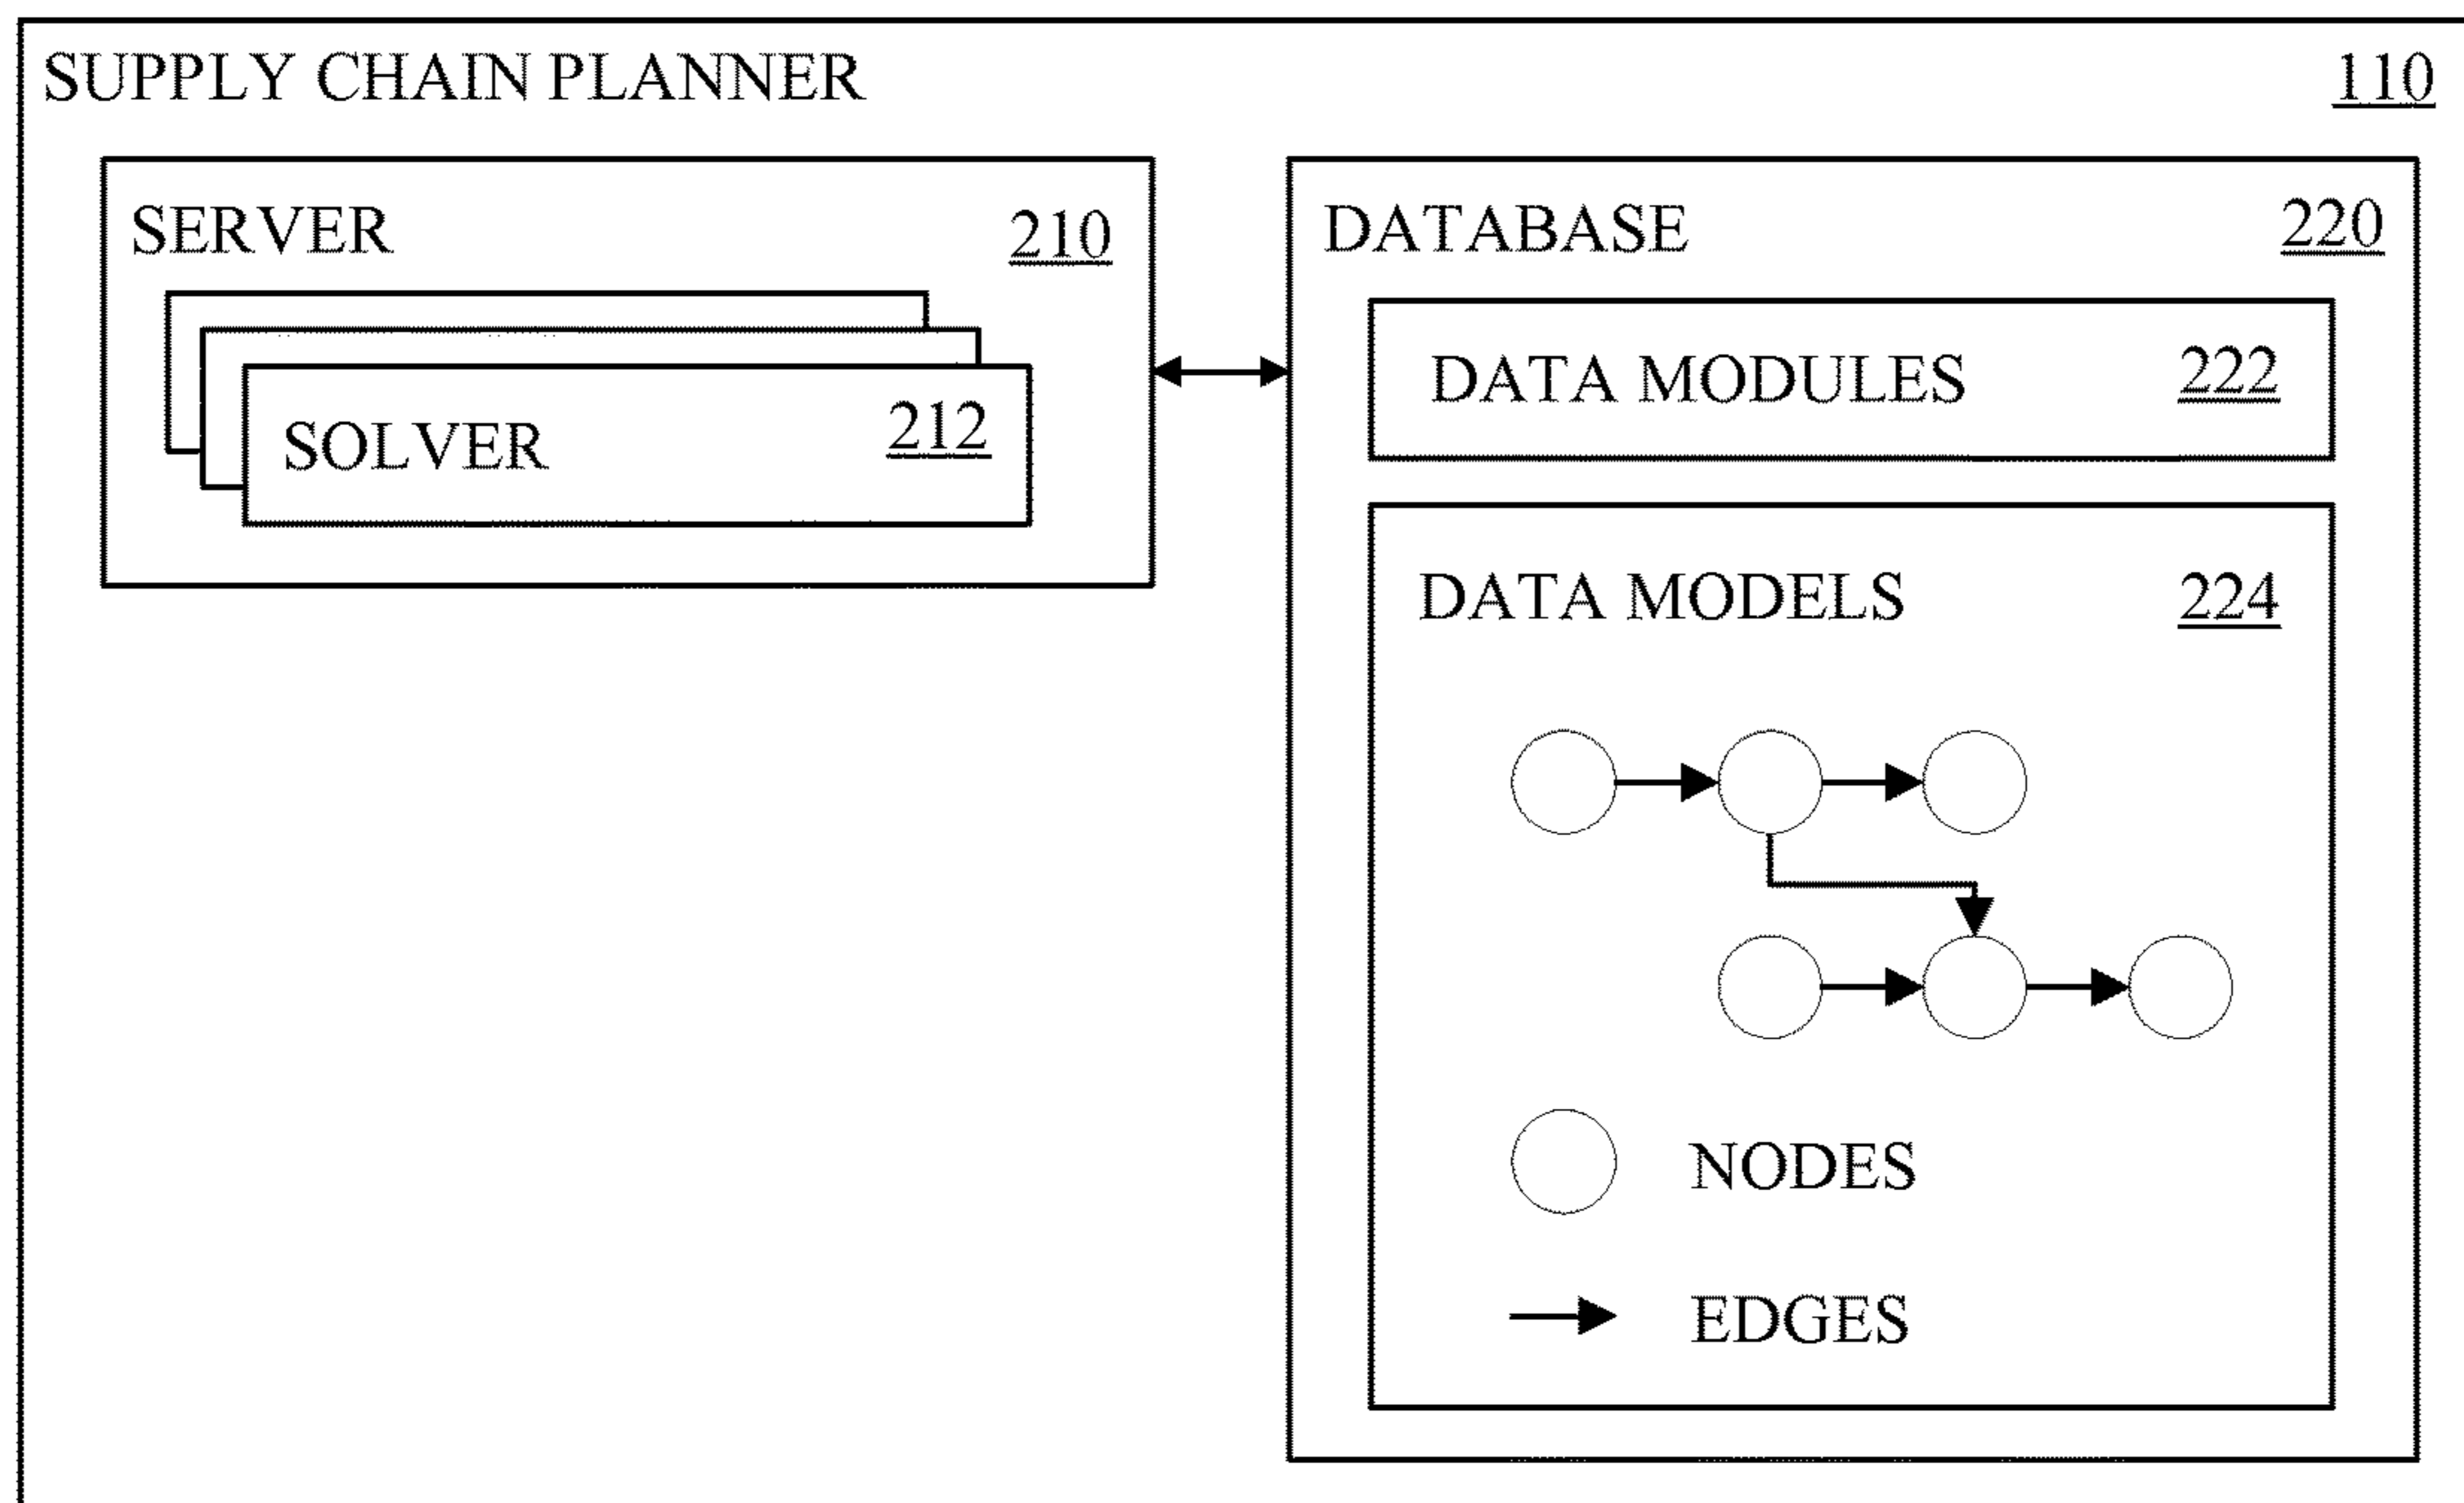 SUPPLY CHAIN PLANNER 110
SERVER 210
SOLVER 212
DATABASE 220
DATA MODULES 222
DATA MODELS 224
NODES
EDGES